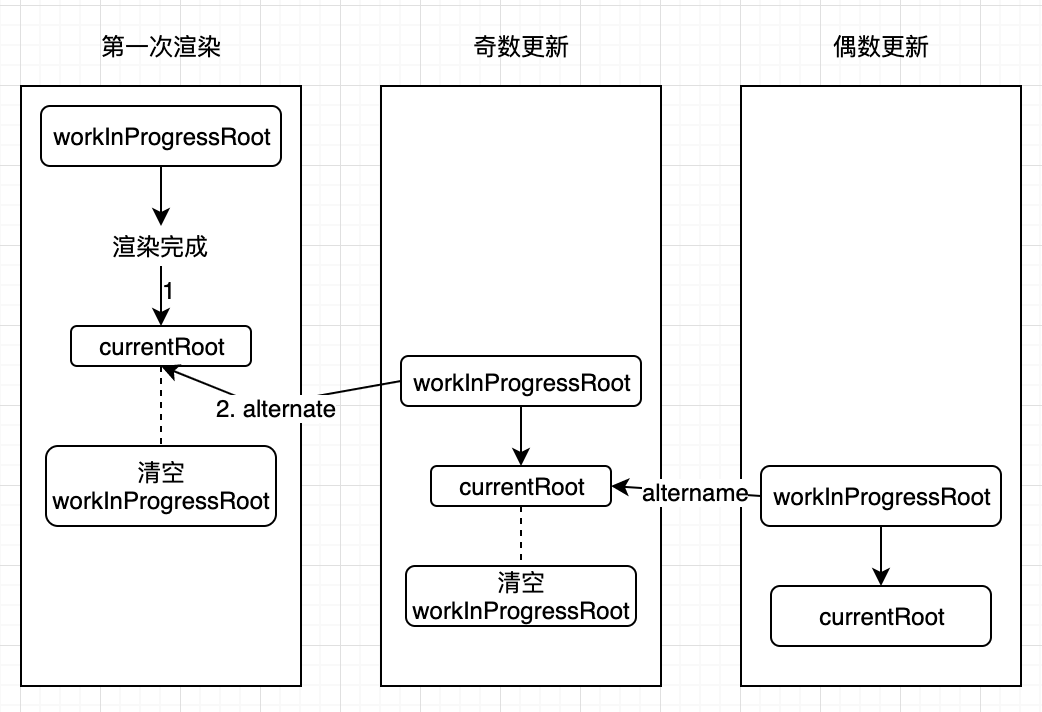 第一次渲染
奇数更新
偶数更新
workInProgressRoot
渲染完成
1
currentRoot
2. alternate
清空
workInProgressRoot
workInProgressRoot
currentRoot
清空
workInProgressRoot
altername
workInProgressRoot
currentRoot